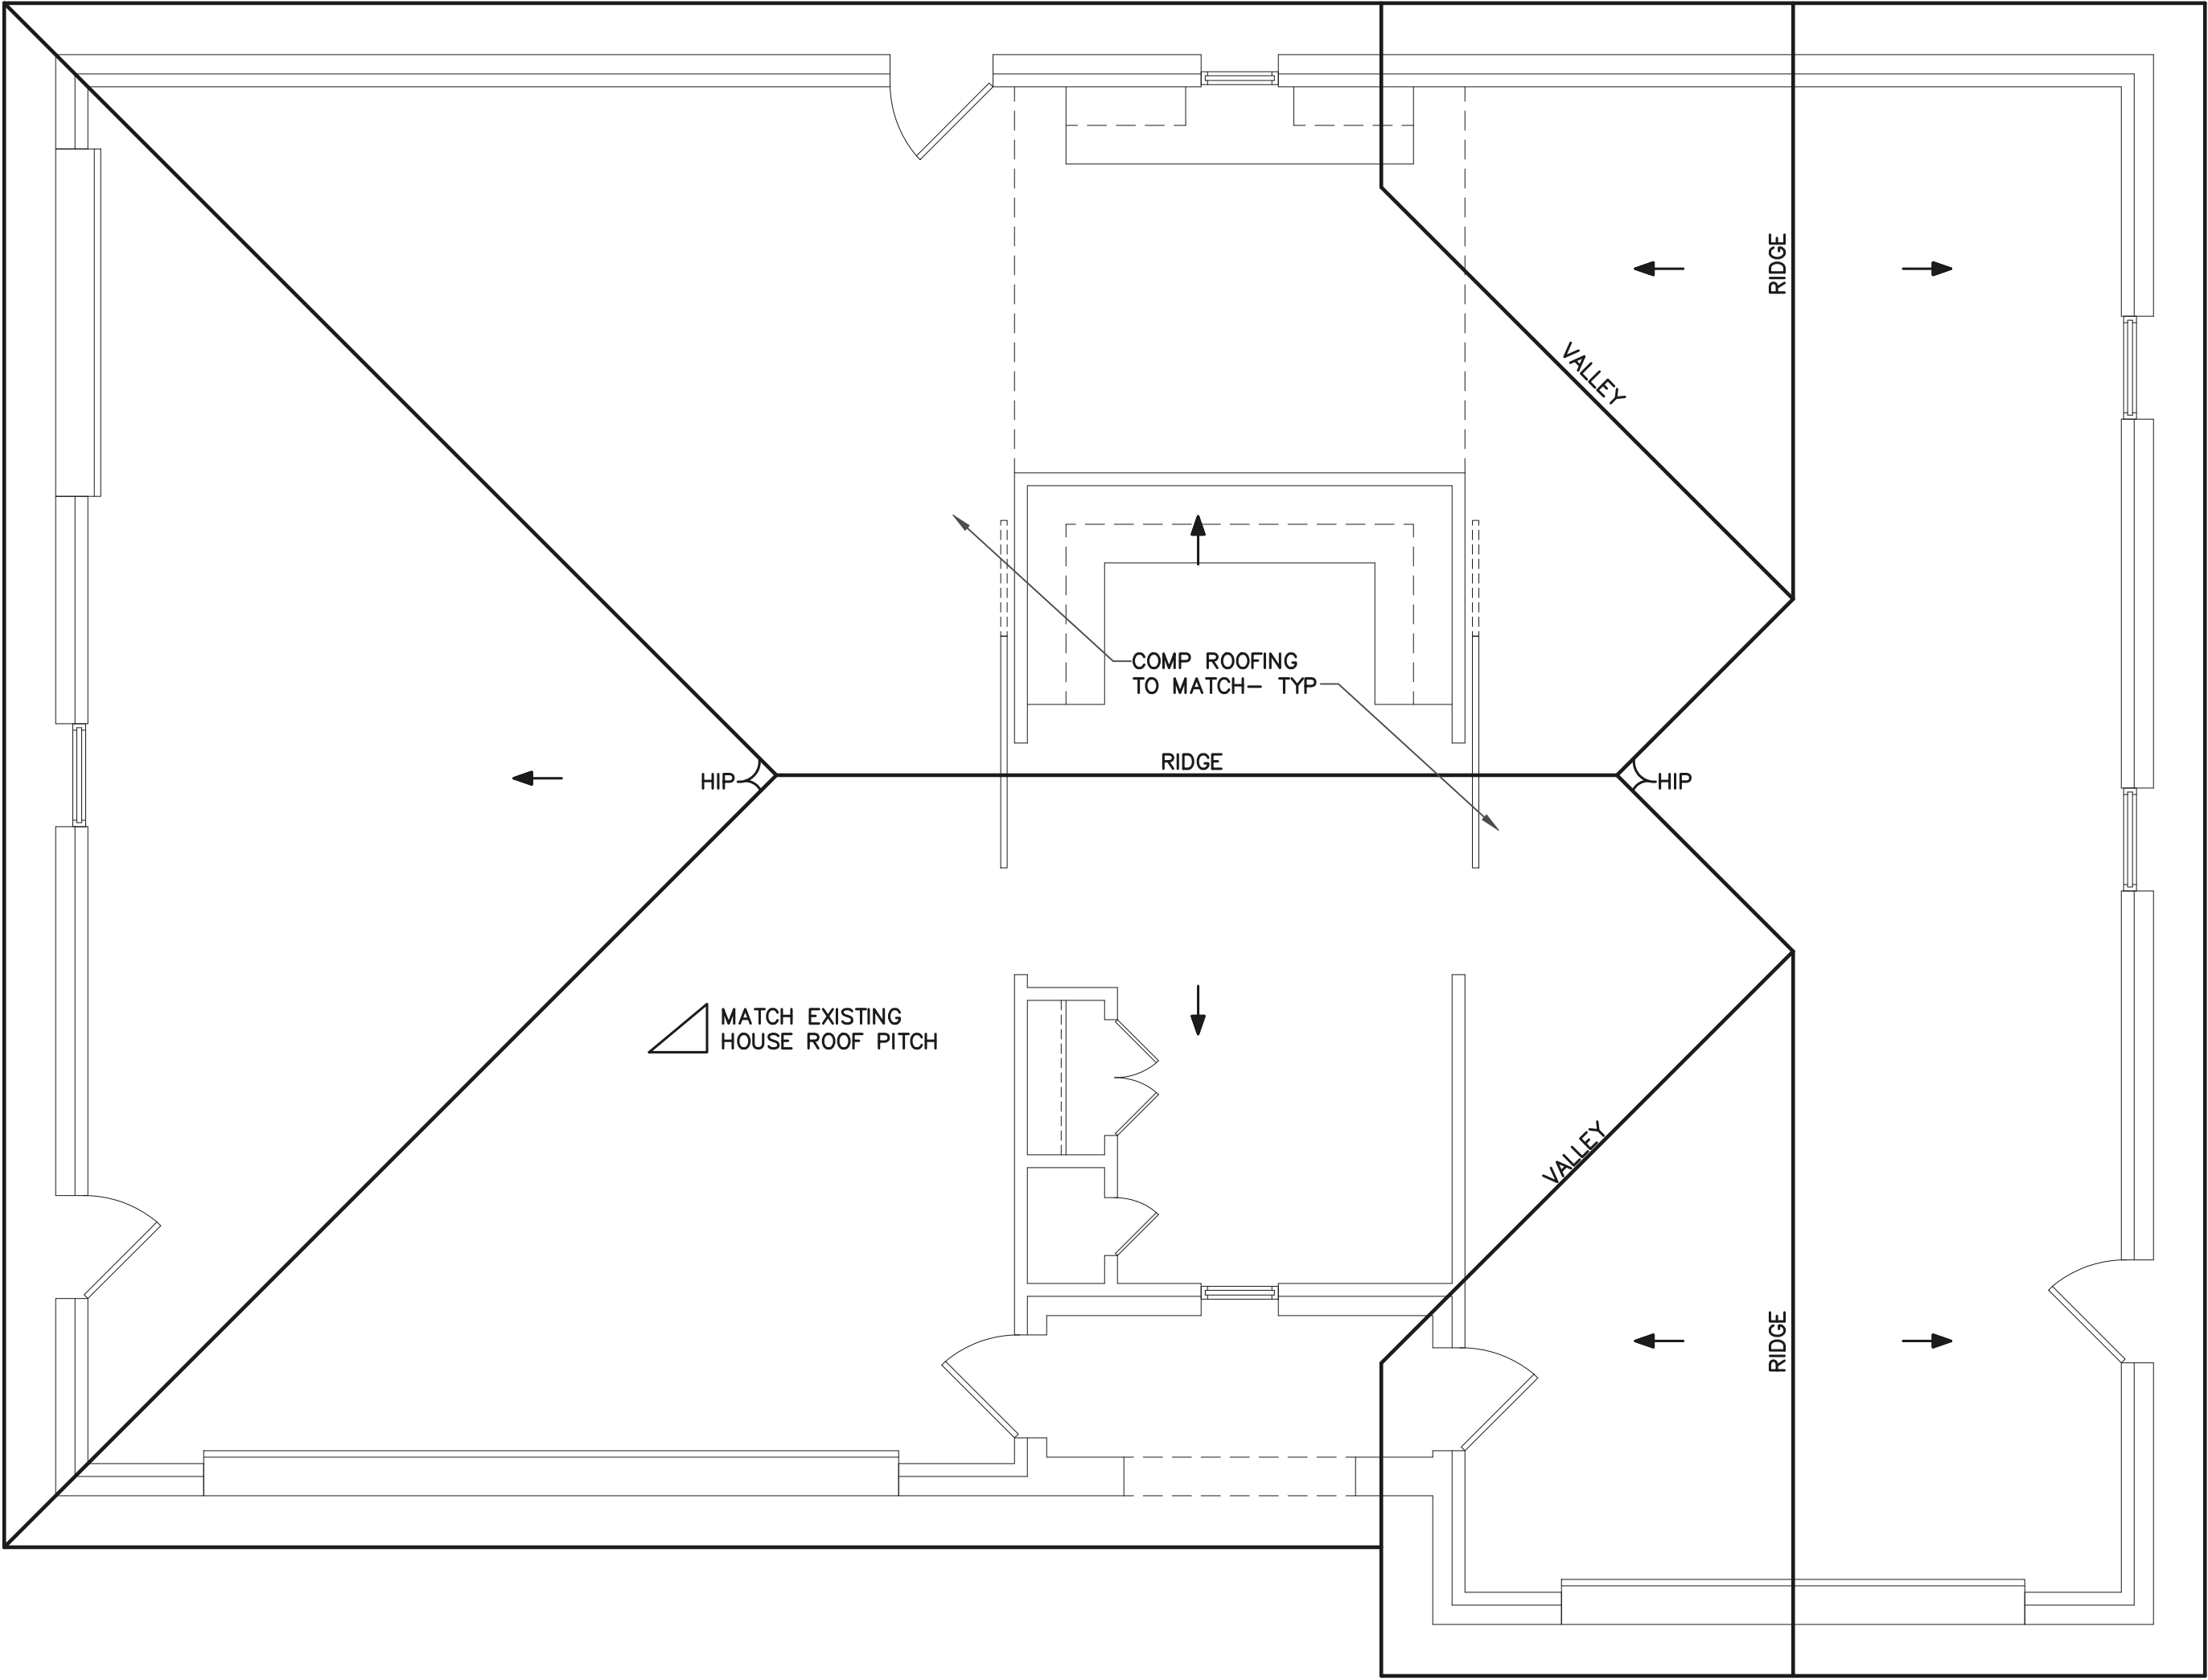 RIDGE
VALLEY
COMP ROOFING
TO MATCH- TYP
RIDGE
HIP
HIP
MATCH EXISTING
HOUSE ROOF PITCH
VALLEY
RIDGE